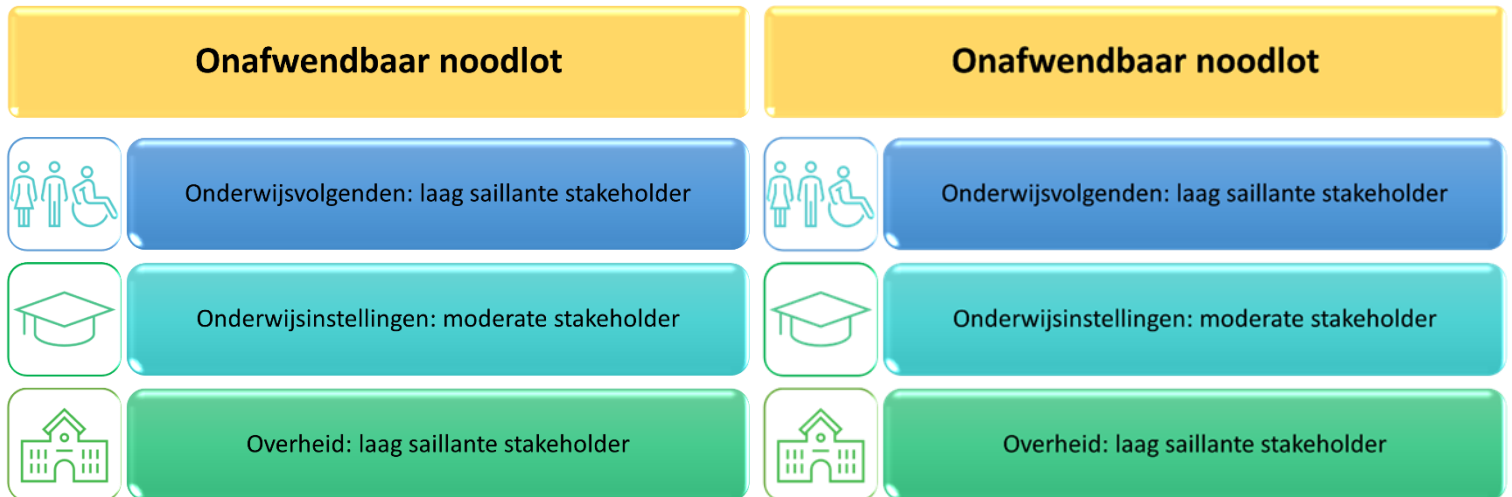 Onafwendbaar noodlot
Onderwijsvolgenden: laag saillante stakeholder
Onderwijsinstellingen: moderate stakeholder
Overheid: laag saillante stakeholder
Onafwendbaar noodlot
Onderwijsvolgenden: laag saillante stakeholder
Onderwijsinstellingen: moderate stakeholder
Overheid: laag saillante stakeholder